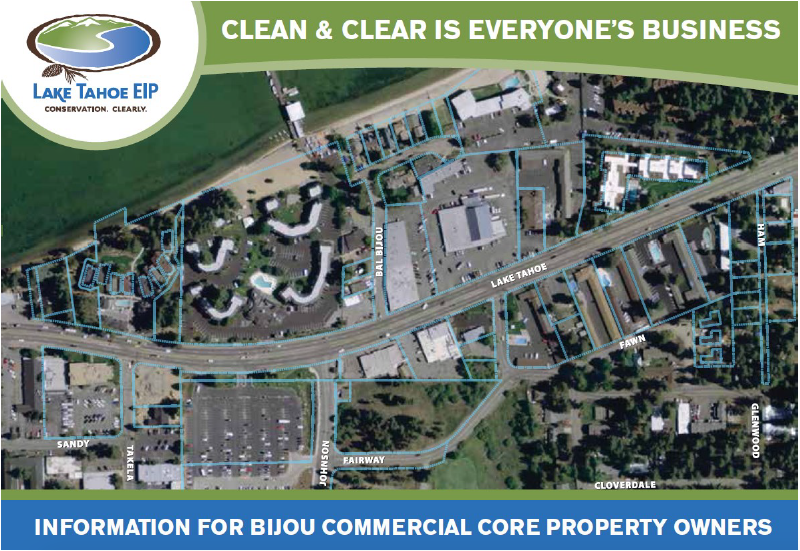 CLEAN & CLEAR IS EVERYONE'S BUSINESS
LAKE TAHOE EIP
CONSERVATION. CLEARLY.
BAL BIJOU
HAM
LAKE TAHOE
FAWN
SANDY
TAKELA
JOHNSON
FAIRWAY
GLENWOOD
CLOVERDALE
INFORMATION FOR BIJOU COMMERCIAL CORE PROPERTY OWNERS